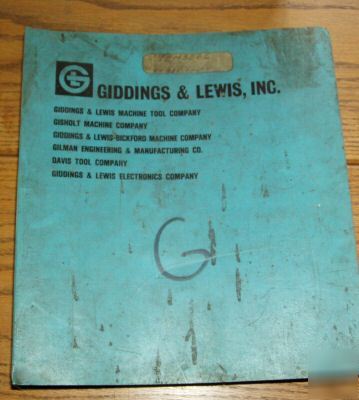 G
GIDDINGS & LEWIS, INC.
GIDDINGS & LEWIS MACHINE TOOL COMPANY
GISHOLT MACHINE COMPANY
GIDDINGS & LEWIS-BICKFORD MACHINE COMPANY
GILMAN ENGINEERING & MANUFACTURING CO.
DAVIS TOOL COMPANY
GIDDINGS & LEWIS ELECTRONICS COMPANY
G